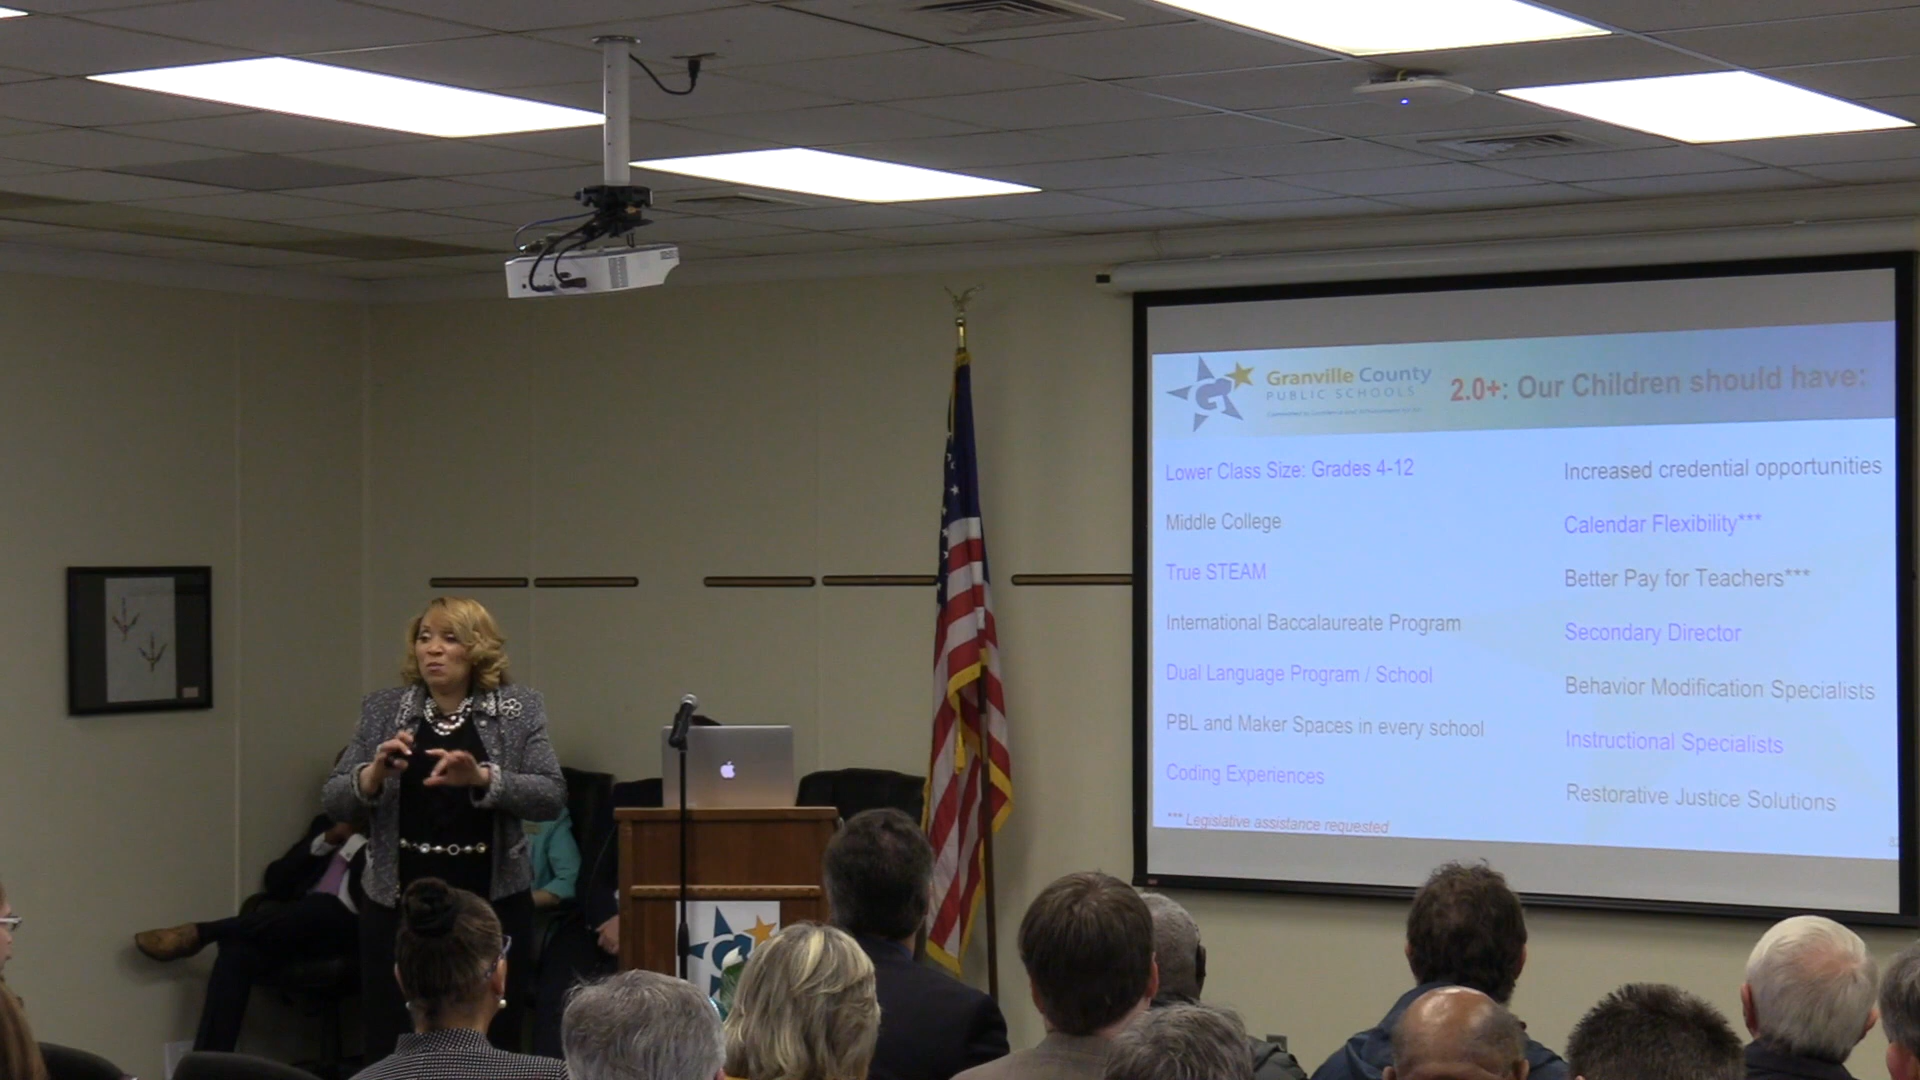 Granville County
PUBLIC SCHOOLS
2.0+: Our Children should have:
Lower Class Size: Grades 4-12
Middle College
True STEAM
International Baccalaureate Program
Dual Language Program / School
PBL and Maker Spaces in every school
Coding Experiences
*** Legislative assistance requested
Increased credential opportunities
Calendar Flexibility***
Better Pay for Teachers***
Secondary Director
Behavior Modification Specialists
Instructional Specialists
Restorative Justice Solutions